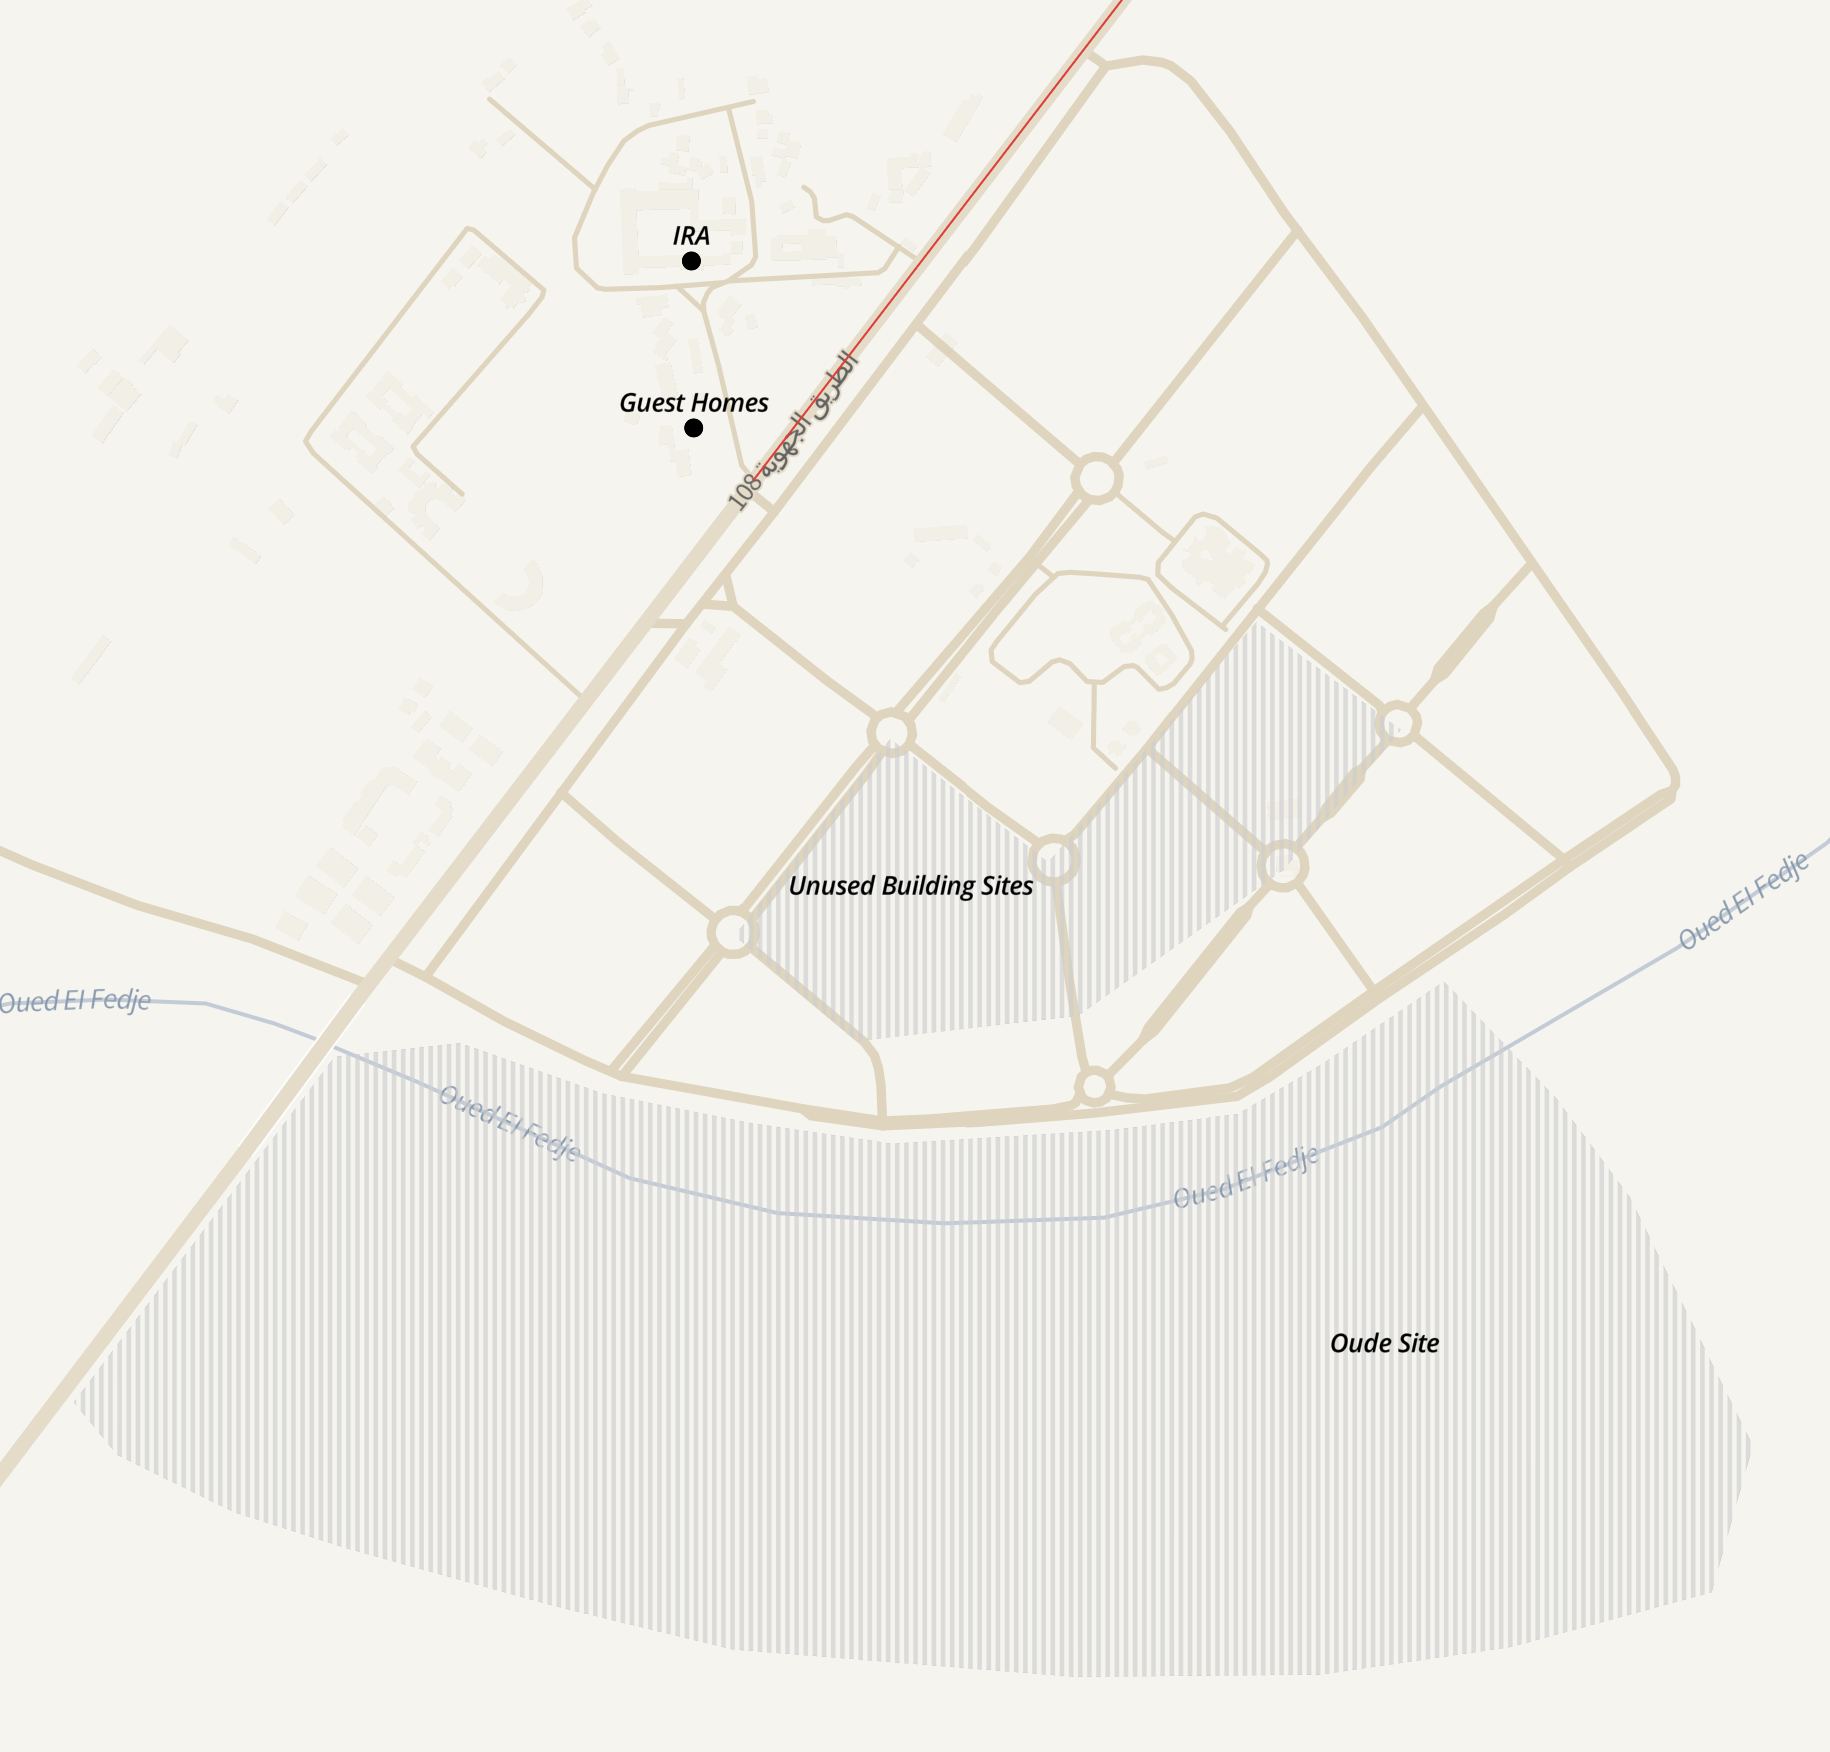 IRA
Guest Homes
الطريق الجهوية 108
Unused Building Sites
Oued El Fedje
Oued El Fedje
Oued El Fedje
Oued El Fedje
Oude Site